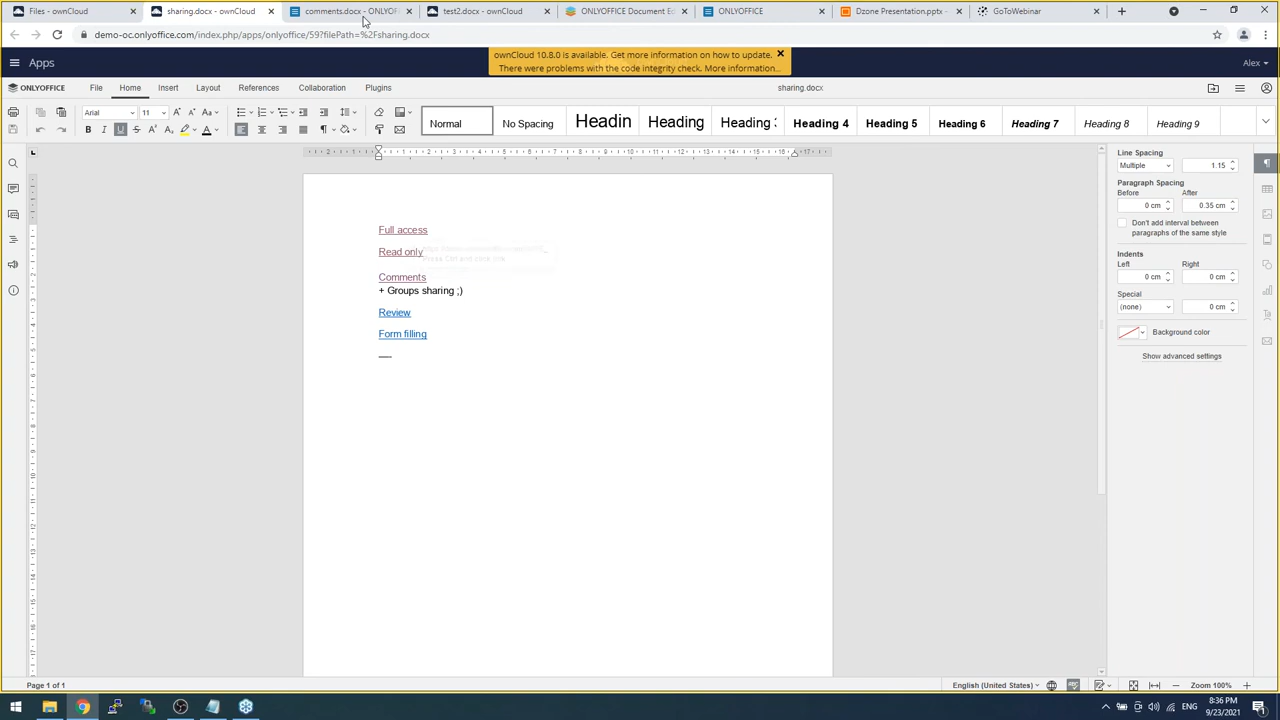 Files - ownCloud
sharing.docx - ownCloud
comments.docx - ONLYOF
test2.docx - ownCloud
ONLYOFFICE Document Ed
ONLYOFFICE
Dzone Presentation.pptx -
GoToWebinar
demo-oc.onlyoffice.com/index.php/apps/onlyoffice/59?filePath=%2Fsharing.docx
Apps
ownCloud 10.8.0 is available. Get more information on how to update.
There were problems with the code integrity check. More information...
Alex
ONLYOFFICE
File Home Insert Layout References Collaboration Plugins
sharing.docx
Arial 11
Normal No Spacing Headin Heading Heading Heading 4 Heading 5 Heading 6 Heading 7 Heading 8 Heading 9
Full access
Read only
Press Ctrl and click link
Comments
+ Groups sharing ;)
Review
Form filling
Line Spacing
Multiple 1.15
Paragraph Spacing
Before After
0 cm 0.35 cm
Don't add interval between
paragraphs of the same style
Indents
Left Right
0 cm 0 cm
Special
(none) 0 cm
Background color
Show advanced settings
Page 1 of 1
English (United States)
Zoom 100%
ENG
8:36 PM
9/23/2021